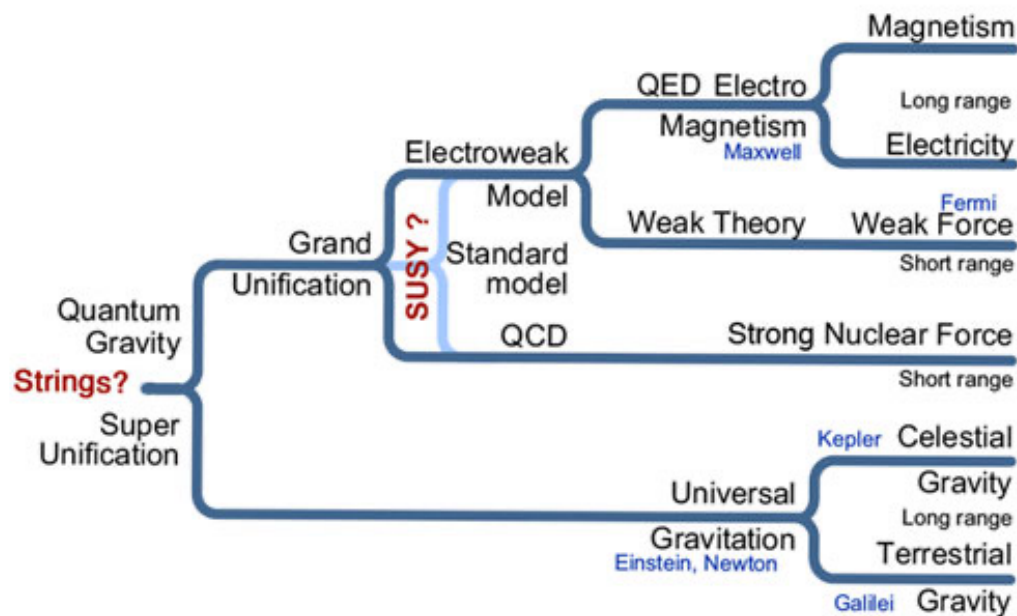 Magnetism
QED Electro
Long range
Magnetism
Maxwell
Electricity
Electroweak
Model
Fermi
Weak Theory
Weak Force
Short range
Grand
Unification
SUSY ?
Standard
model
Quantum
Gravity
QCD
Strong Nuclear Force
Short range
Strings?
Super
Unification
Kepler
Celestial
Gravity
Universal
Gravitation
Einstein, Newton
Long range
Terrestrial
Galilei
Gravity